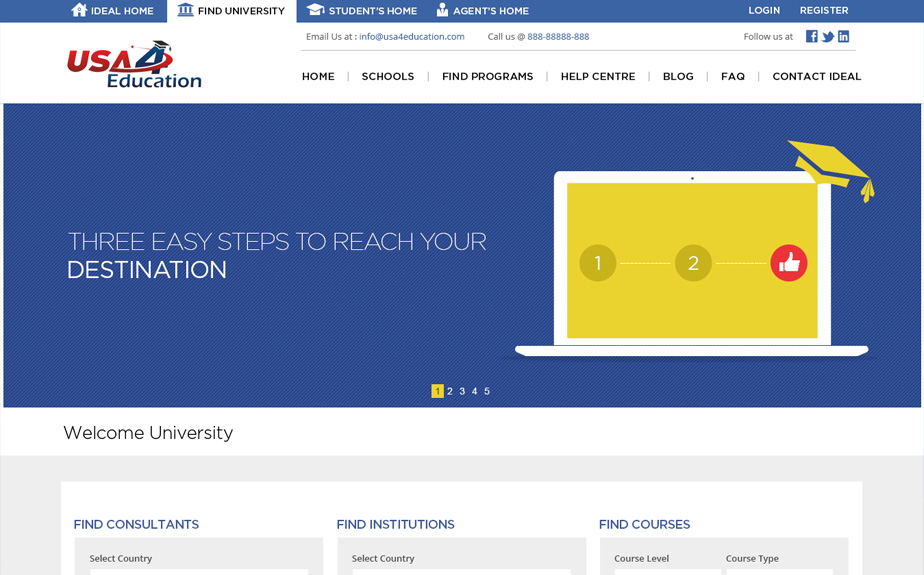 IDEAL HOME
FIND UNIVERSITY
STUDENT'S HOME
AGENT'S HOME
LOGIN
REGISTER
Email Us at : info@usa4education.com
Call us @ 888-88888-888
Follow us at
USA4
Education
HOME
SCHOOLS
FIND PROGRAMS
HELP CENTRE
BLOG
FAQ
CONTACT IDEAL
THREE EASY STEPS TO REACH YOUR
DESTINATION
1
2
1 2 3 4 5
Welcome University
FIND CONSULTANTS
Select Country
FIND INSTITUTIONS
Select Country
FIND COURSES
Course Level
Course Type